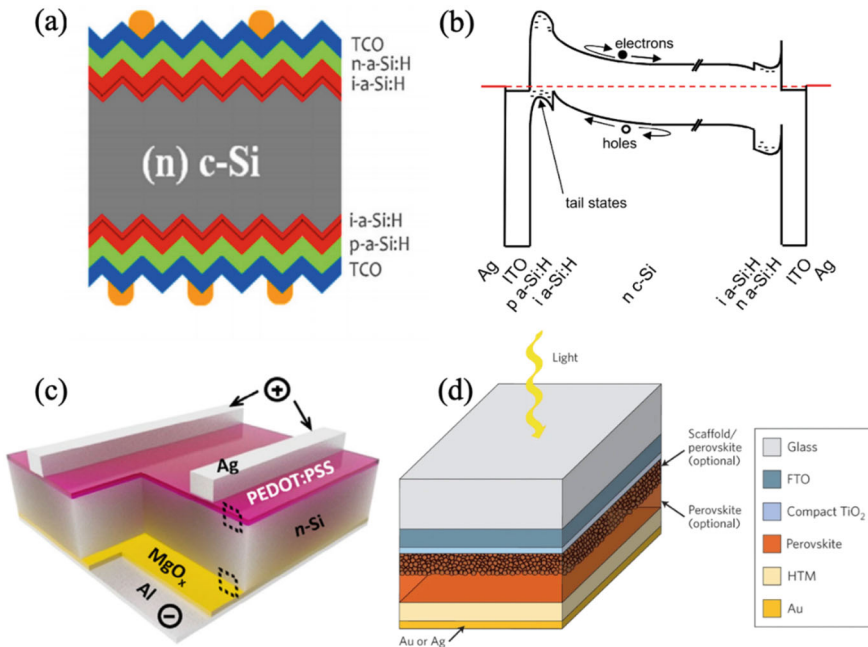 (a)
TCO
n-a-Si:H
i-a-Si:H
(n) c-Si
i-a-Si:H
p-a-Si:H
TCO
(b)
electrons
holes
tail states
Ag
ITO
p a-Si:H
i a-Si:H
n c-Si
i a-Si:H
n a-Si:H
ITO
Ag
(c)
+
Ag
PEDOT:PSS
n-Si
MgOx
Al
−
(d)
Light
Scaffold/
perovskite
(optional)
Perovskite
(optional)
Au or Ag
Glass
FTO
Compact TiO2
Perovskite
HTM
Au